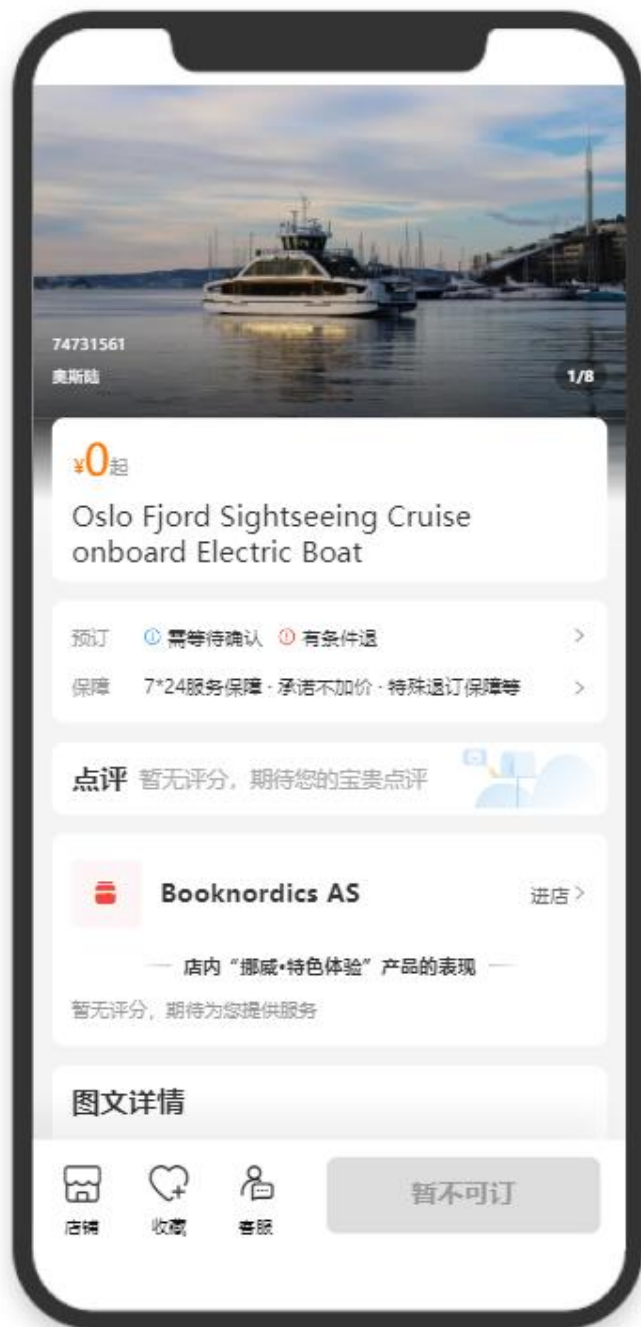 74731561
奥斯陆
1/8
¥0起
Oslo Fjord Sightseeing Cruise
onboard Electric Boat
预订 需等待确认 有条件退
保障 7*24服务保障 · 承诺不加价 · 特殊退订保障等
点评 暂无评分，期待您的宝贵点评
Booknordics AS 进店
店内“挪威•特色体验”产品的表现
暂无评分，期待为您提供服务
图文详情
店铺 收藏 客服 暂不可订